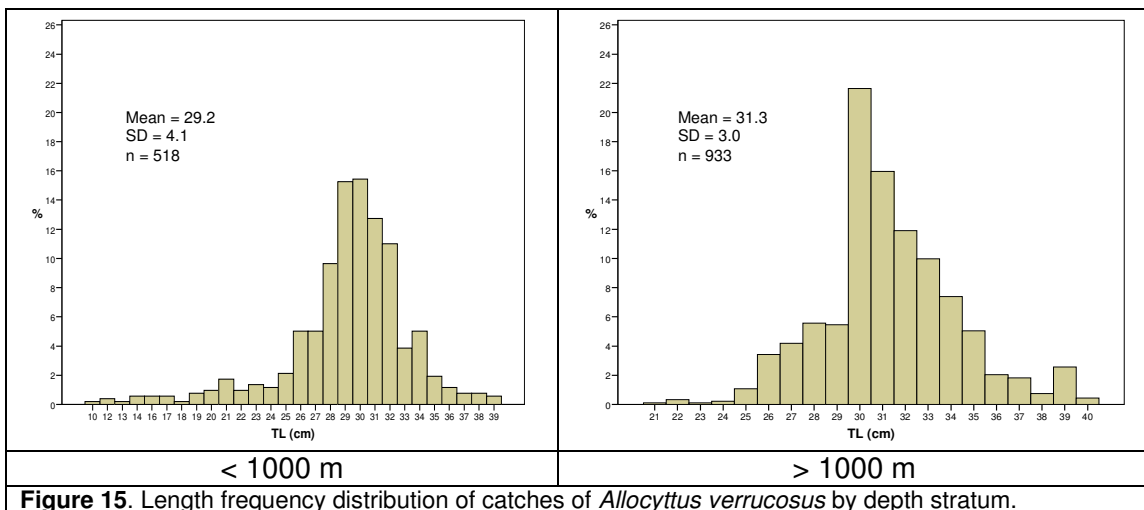 26
24
22
20
18
16
14
12
10
8
6
4
2
0
%
Mean = 29.2
SD = 4.1
n = 518
10 12 13 14 16 17 18 19 20 21 22 23 24 25 26 27 28 29 30 31 32 33 34 35 36 37 38 39
TL (cm)
< 1000 m
26
24
22
20
18
16
14
12
10
8
6
4
2
0
%
Mean = 31.3
SD = 3.0
n = 933
21 22 23 24 25 26 27 28 29 30 31 32 33 34 35 36 37 38 39 40
TL (cm)
> 1000 m
Figure 15. Length frequency distribution of catches of Allocyttus verrucosus by depth stratum.